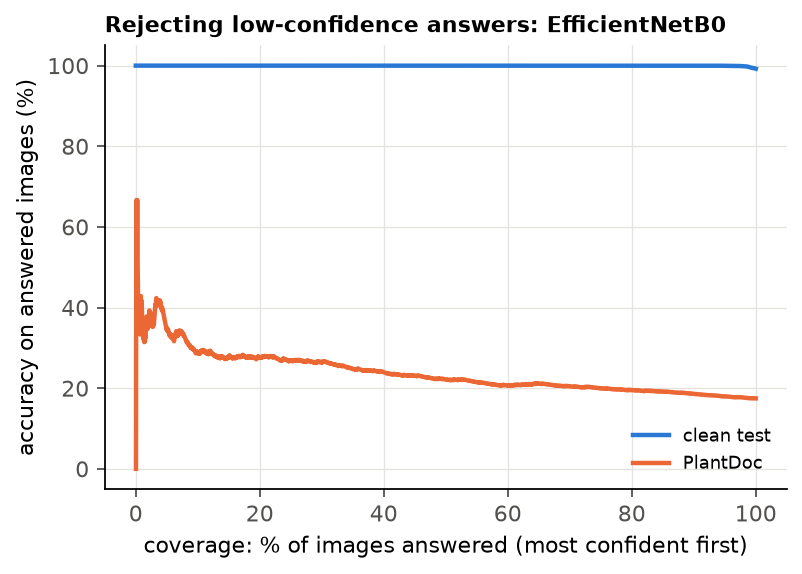 Rejecting low-confidence answers: EfficientNetB0
accuracy on answered images (%)
100
80
60
40
20
0
clean test
PlantDoc
0 20 40 60 80 100
coverage: % of images answered (most confident first)